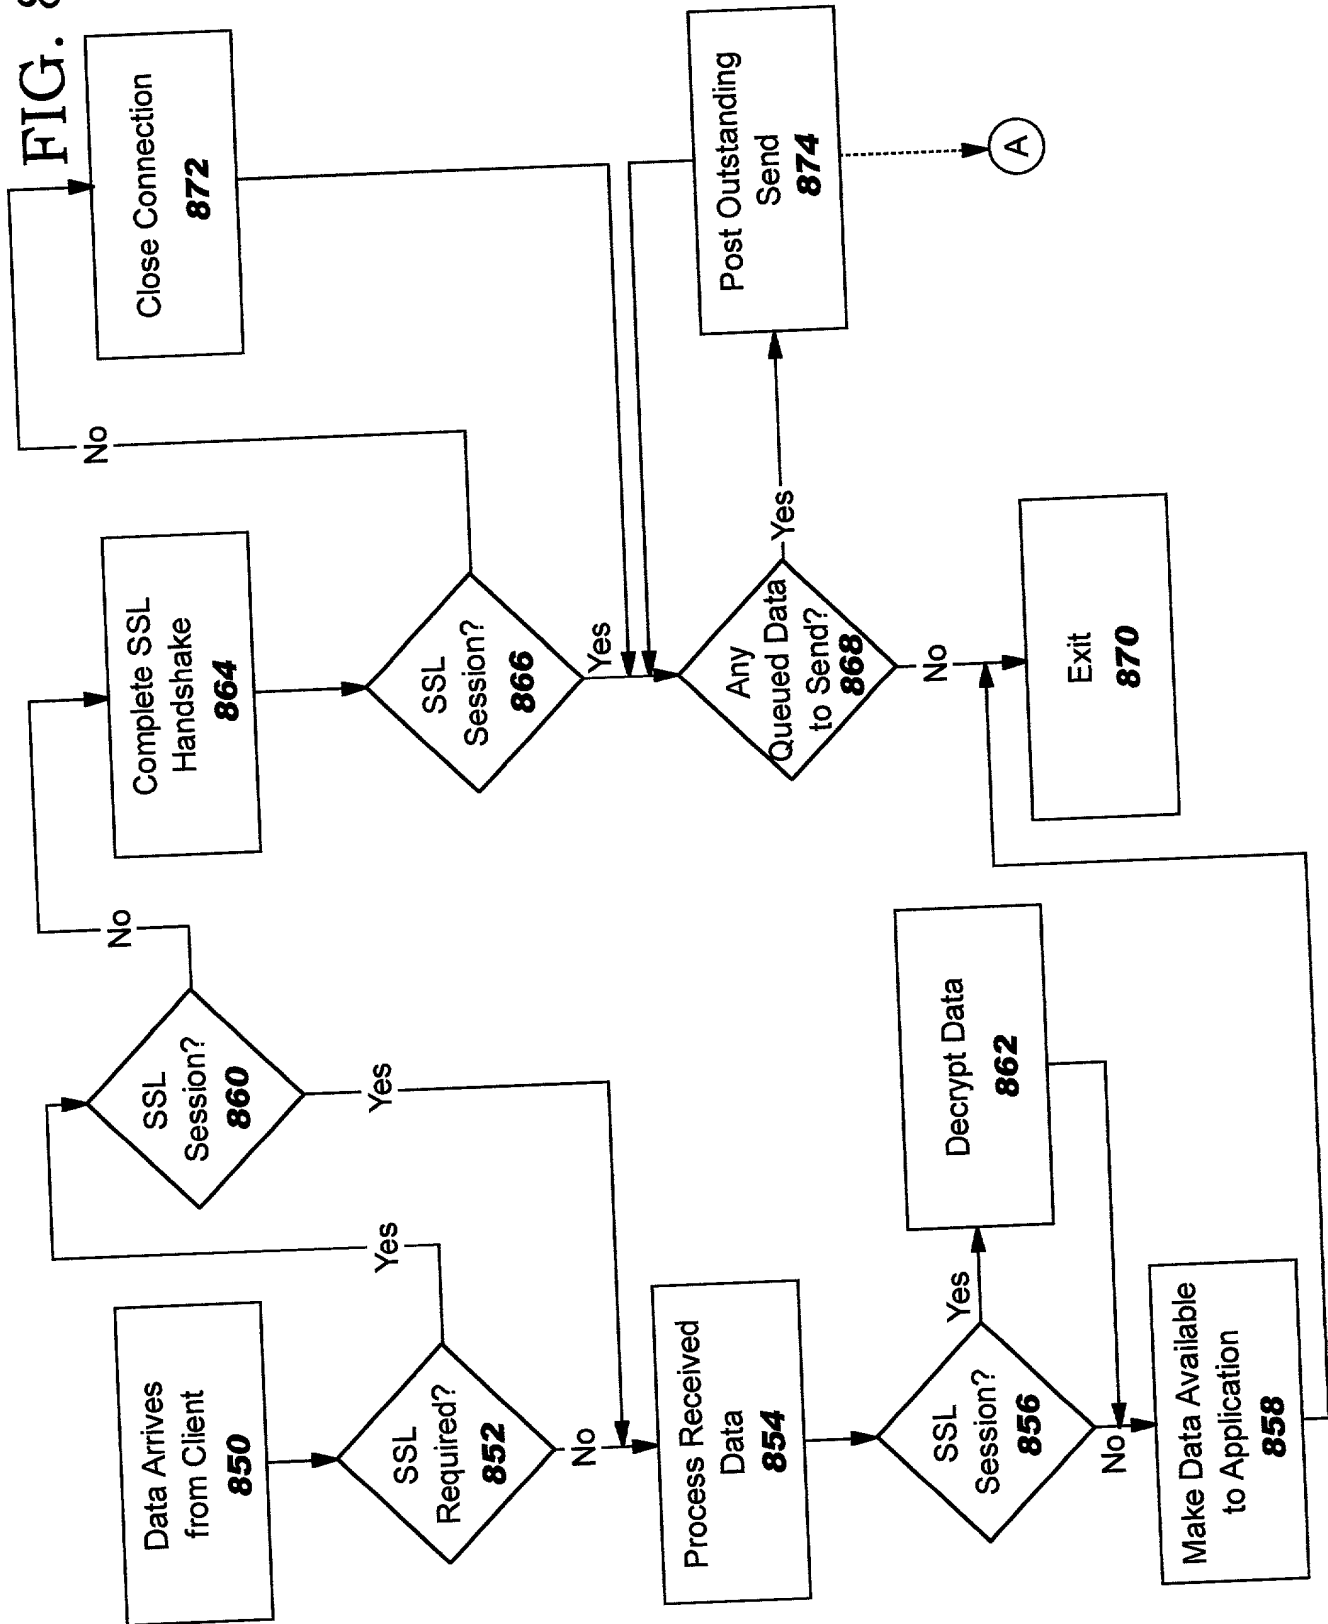 FIG. 8
Data Arrives
from Client
850
SSL
Required?
852
Yes
No
Process Received
Data
854
SSL
Session?
856
Yes
No
Make Data Available
to Application
858
Decrypt Data
862
SSL
Session?
860
No
Yes
Complete SSL
Handshake
864
SSL
Session?
866
No
Yes
Any
Queued Data
to Send?
868
Yes
No
Exit
870
Close Connection
872
Post Outstanding
Send
874
A